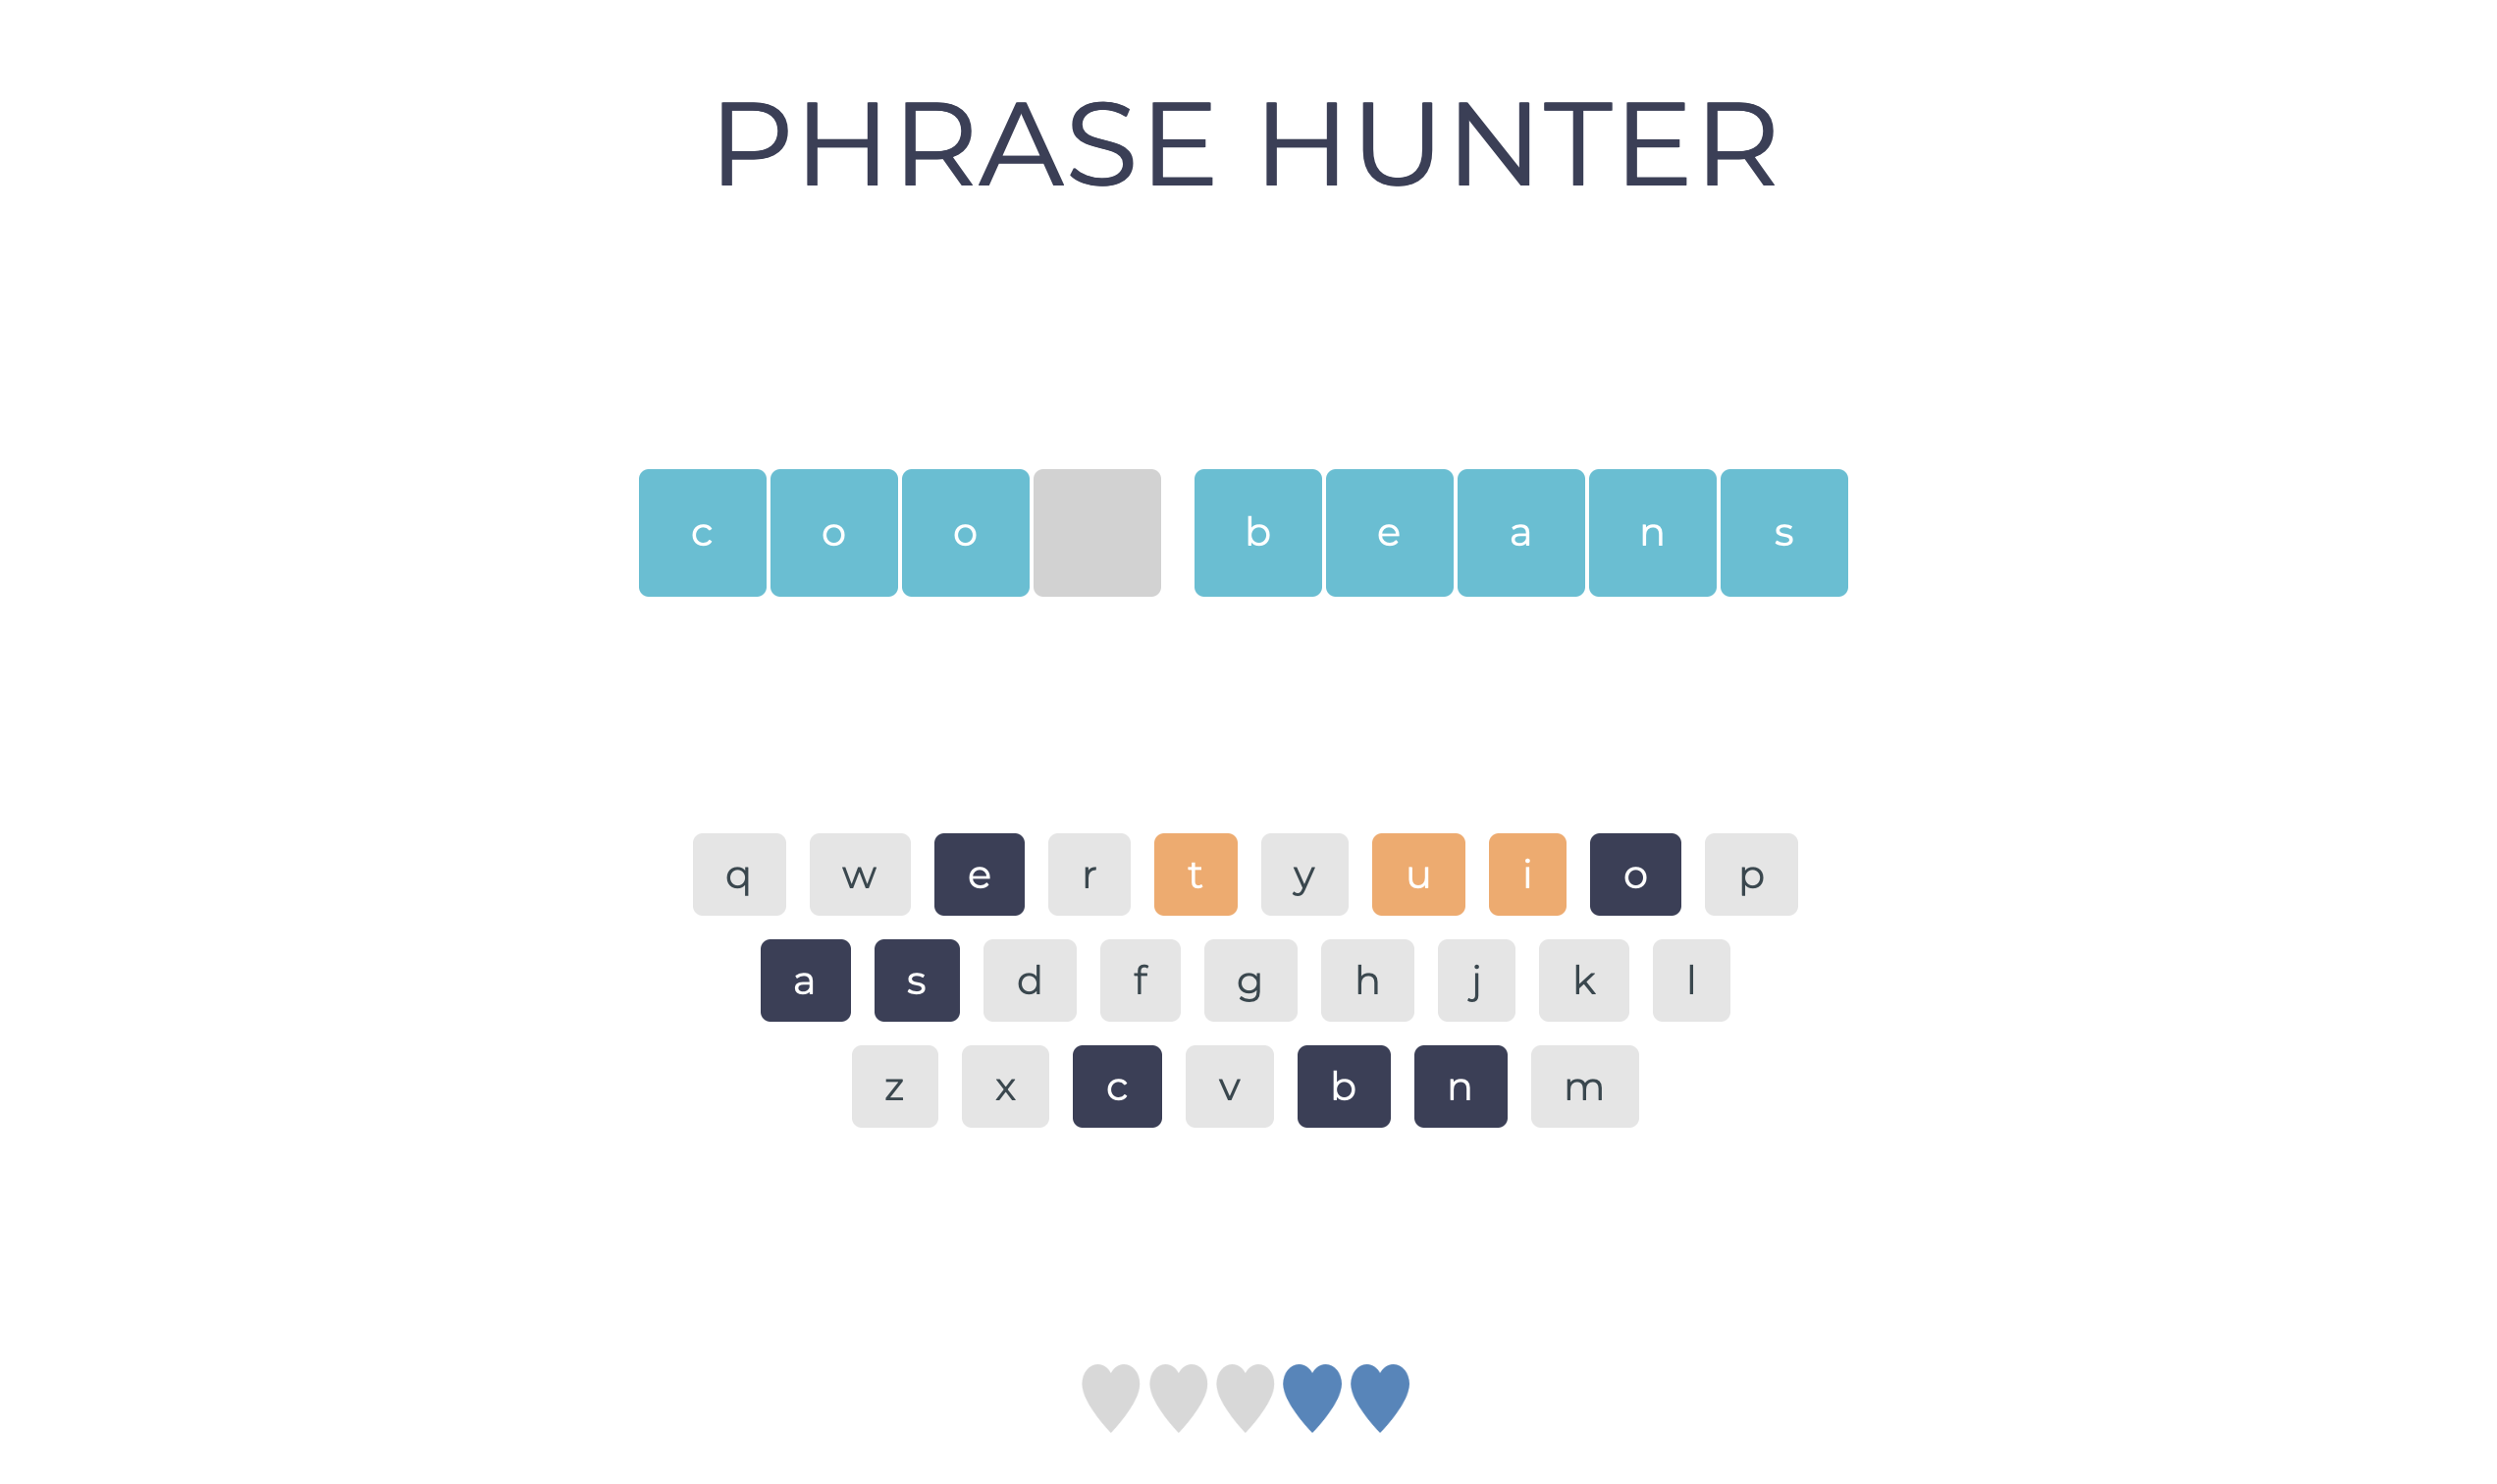 PHRASE HUNTER
c o o b e a n s
q w e r t y u i o p
a s d f g h j k l
z x c v b n m